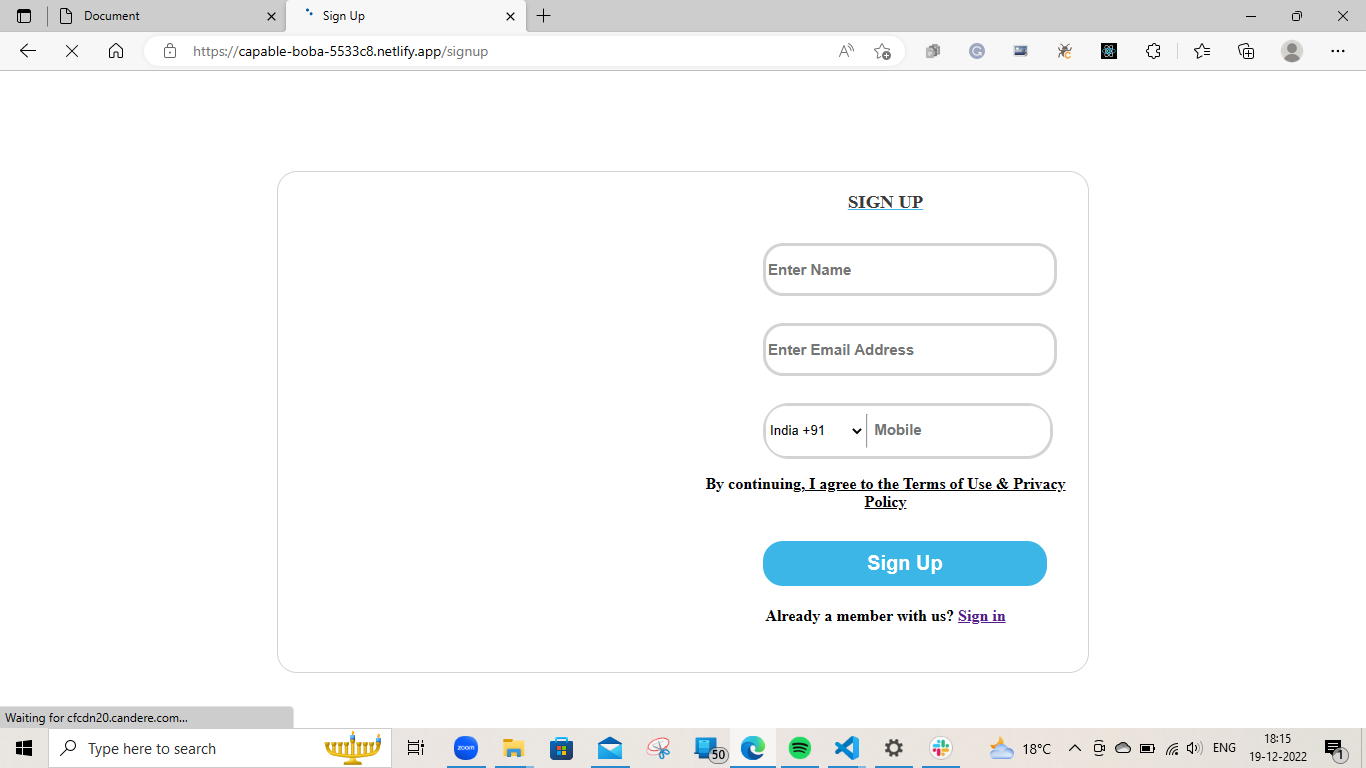 Document
Sign Up
https://capable-boba-5533c8.netlify.app/signup
SIGN UP
Enter Name
Enter Email Address
India +91
Mobile
By continuing, I agree to the Terms of Use & Privacy
Policy
Sign Up
Already a member with us? Sign in
Waiting for cfcdn20.candere.com...
Type here to search
zoom
50
18°C
ENG
18:15
19-12-2022
1